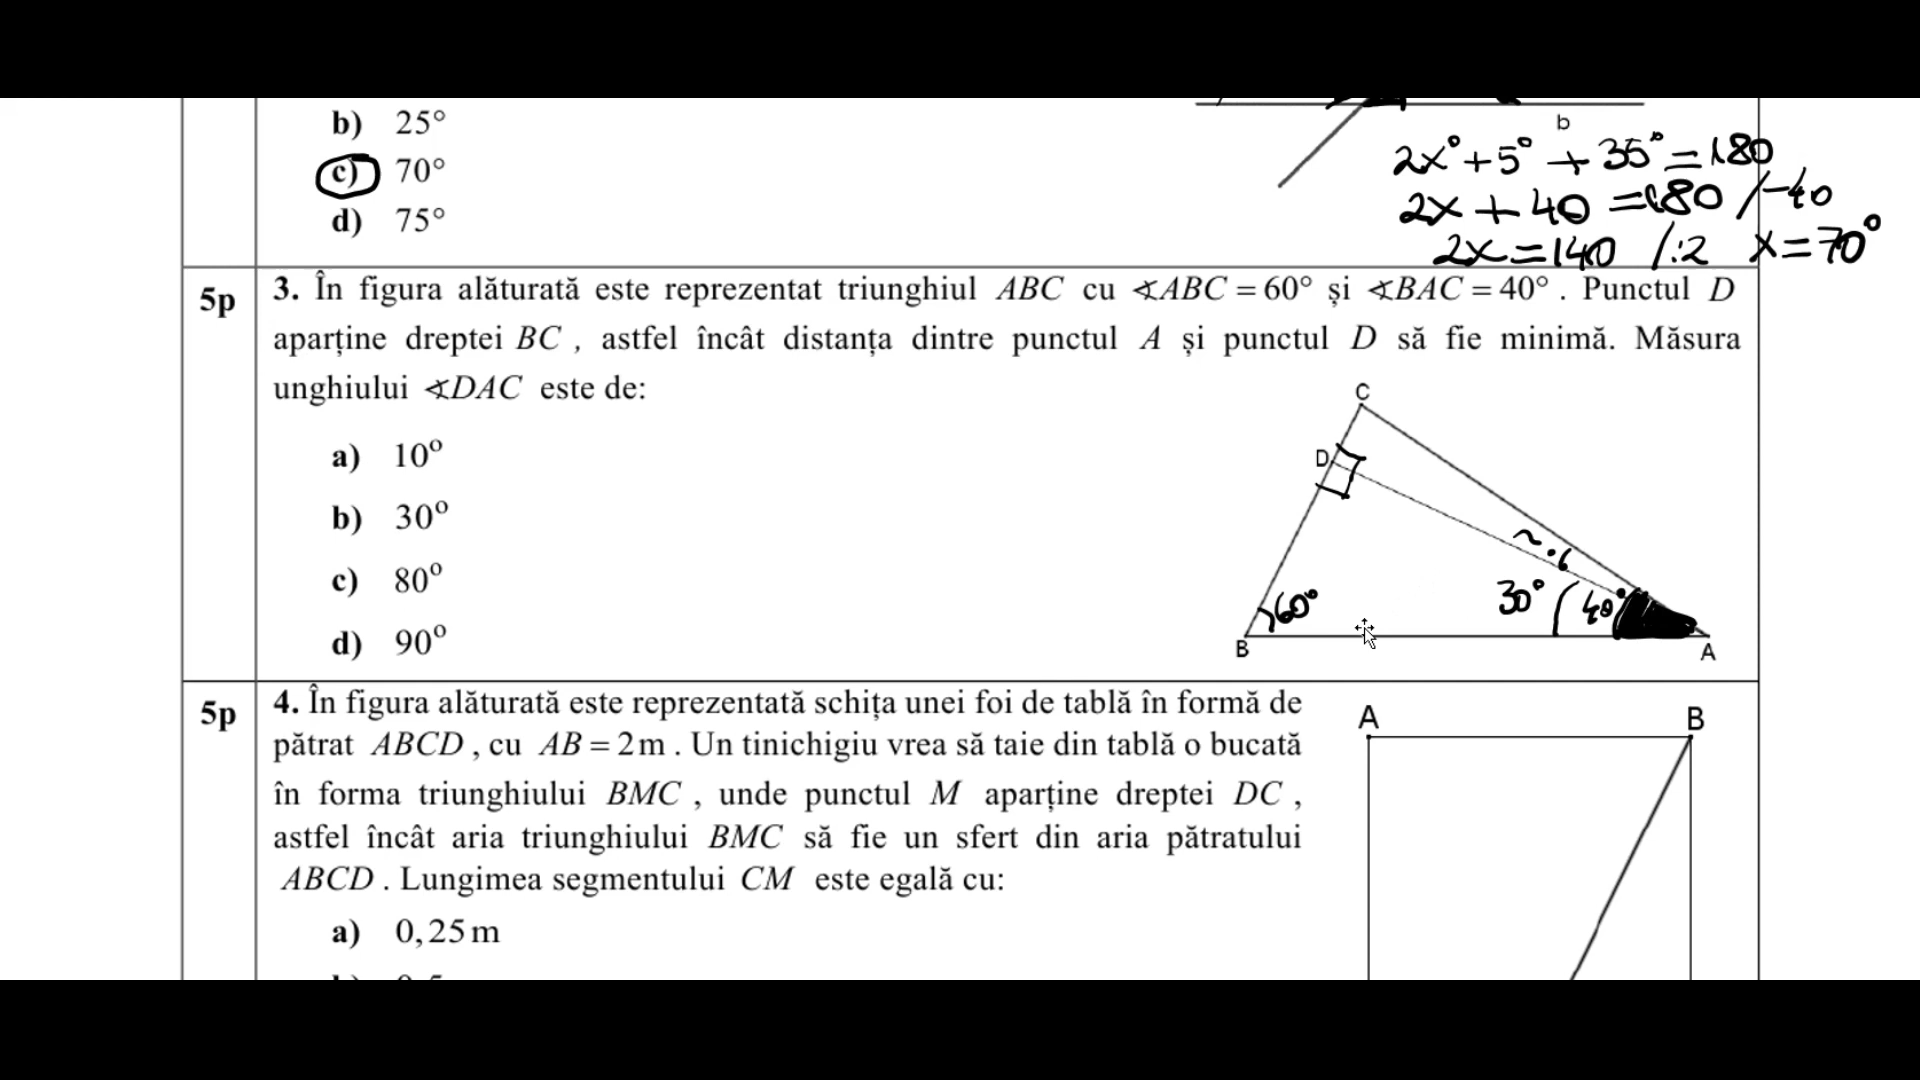 b) 25°
b
c) 70°
2x°+5° + 35°=180
d) 75°
2x + 40 =180 /-40
2x=140 /:2 x=70°
5p
3. În figura alăturată este reprezentat triunghiul ABC cu ∢ABC = 60° și ∢BAC = 40° . Punctul D
aparține dreptei BC , astfel încât distanța dintre punctul A și punctul D să fie minimă. Măsura
unghiului ∢DAC este de:
C
a) 10°
D
b) 30°
c) 80°
60°
30°
40°
d) 90°
B
A
5p
4. În figura alăturată este reprezentată schița unei foi de tablă în formă de
pătrat ABCD , cu AB = 2 m . Un tinichigiu vrea să taie din tablă o bucată
în forma triunghiului BMC , unde punctul M aparține dreptei DC ,
astfel încât aria triunghiului BMC să fie un sfert din aria pătratului
ABCD . Lungimea segmentului CM este egală cu:
A
B
a) 0,25 m